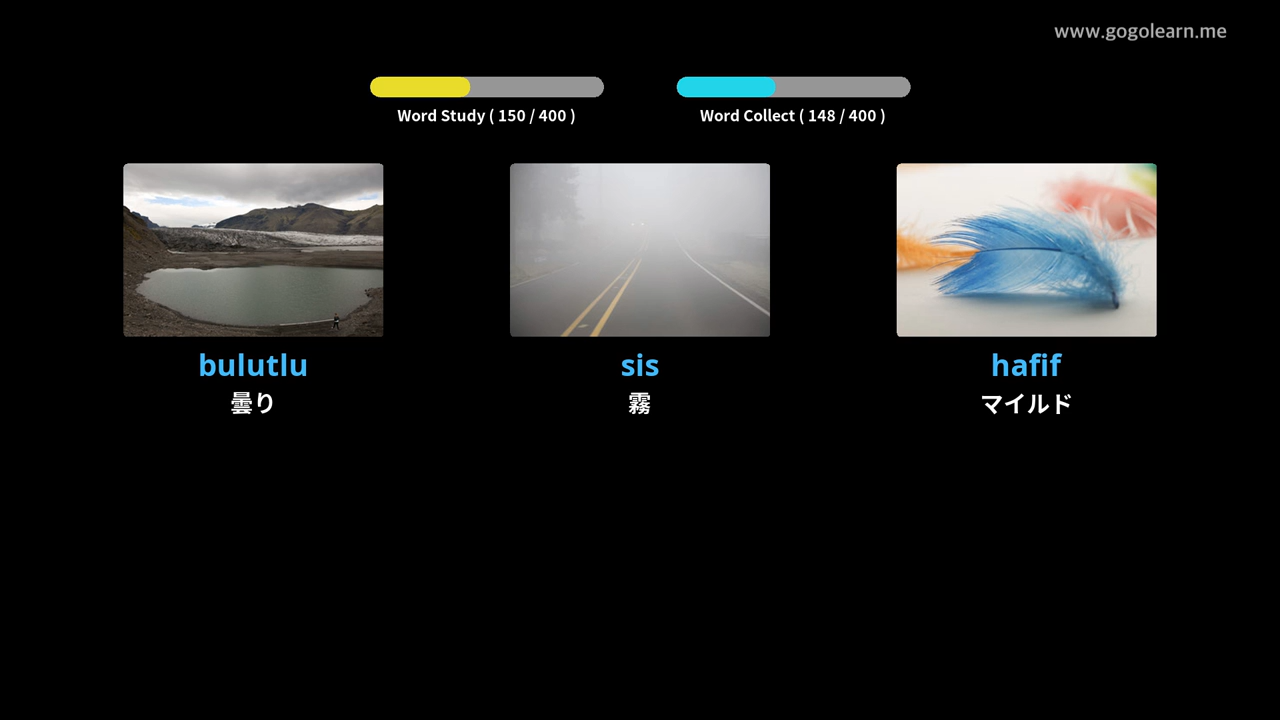 www.gogolearn.me
Word Study ( 150 / 400 )
Word Collect ( 148 / 400 )
bulutlu
曇り
sis
霧
hafif
マイルド